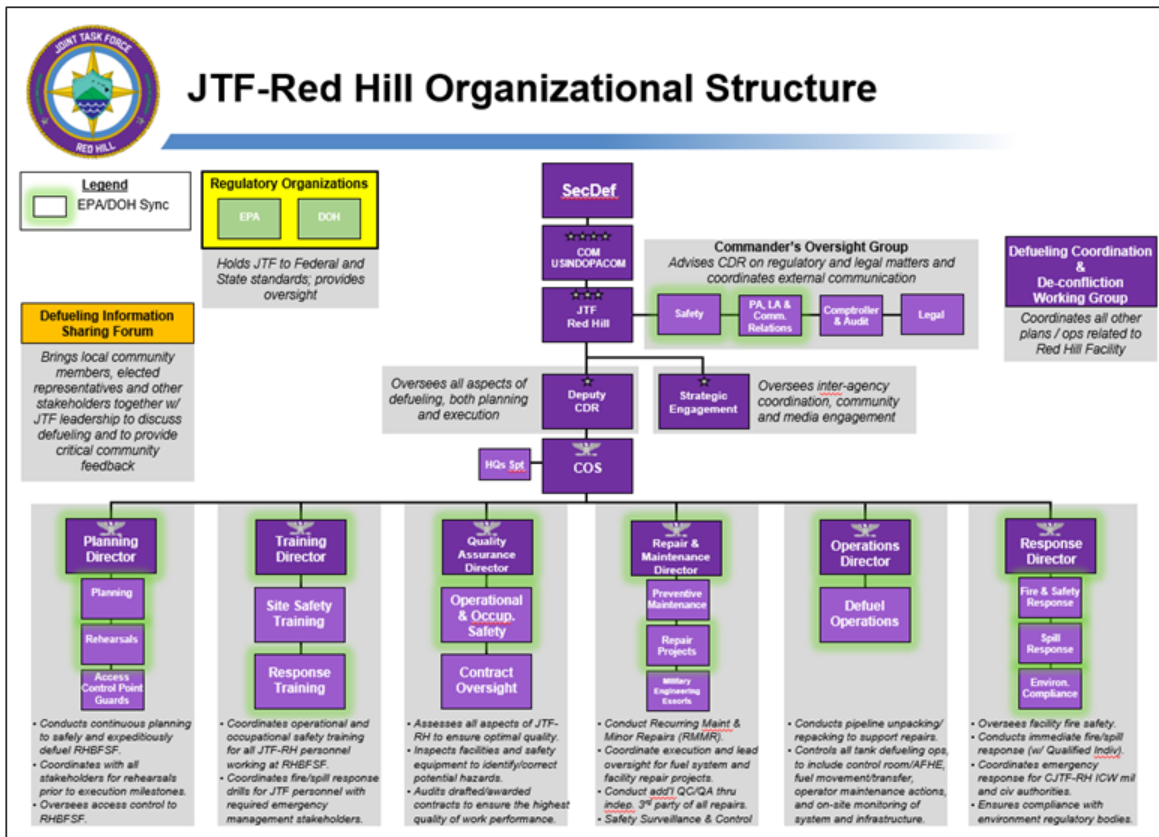 JOINT TASK FORCE
RED HILL
JTF-Red Hill Organizational Structure
Legend
EPA/DOH Sync
Regulatory Organizations
EPA
DOH
Holds JTF to Federal and
State standards; provides
oversight
Defueling Information
Sharing Forum
Brings local community
members, elected
representatives and other
stakeholders together w/
JTF leadership to discuss
defueling and to provide
critical community
feedback
SecDef
COM
USINDOPACOM
JTF
Red Hill
Commander's Oversight Group
Advises CDR on regulatory and legal matters and
coordinates external communication
Safety
PA, LA &
Comm.
Relations
Comptroller
& Audit
Legal
Defueling Coordination
&
De-confliction
Working Group
Coordinates all other
plans / ops related to
Red Hill Facility
Oversees all aspects of
defueling, both planning
and execution
Deputy
CDR
Strategic
Engagement
Oversees inter-agency
coordination, community
and media engagement
HQs Spt
COS
Planning
Director
Planning
Rehearsals
Access
Control Point
Guards
• Conducts continuous planning
to safely and expeditiously
defuel RHBFSF.
• Coordinates with all
stakeholders for rehearsals
prior to execution milestones.
• Oversees access control to
RHBFSF.
Training
Director
Site Safety
Training
Response
Training
• Coordinates operational and
occupational safety training
for all JTF-RH personnel
working at RHBFSF.
• Coordinates fire/spill response
drills for JTF personnel with
required emergency
management stakeholders.
Quality
Assurance
Director
Operational
& Occup.
Safety
Contract
Oversight
• Assesses all aspects of JTF-
RH to ensure optimal quality.
• Inspects facilities and safety
equipment to identify/correct
potential hazards.
• Audits drafted/awarded
contracts to ensure the highest
quality of work performance.
Repair &
Maintenance
Director
Preventive
Maintenance
Repair
Projects
Military
Engineering
Escorts
• Conduct Recurring Maint &
Minor Repairs (RMMR).
• Coordinate execution and lead
oversight for fuel system and
facility repair projects.
• Conduct add'l QC/QA thru
indep. 3rd party of all repairs.
• Safety Surveillance & Control
Operations
Director
Defuel
Operations
• Conducts pipeline unpacking/
repacking to support repairs.
• Controls all tank defueling ops,
to include control room/AFHE,
fuel movement/transfer,
operator maintenance actions,
and on-site monitoring of
system and infrastructure.
Response
Director
Fire & Safety
Response
Spill
Response
Environ.
Compliance
• Oversees facility fire safety.
• Conducts immediate fire/spill
response (w/ Qualified Indiv).
• Coordinates emergency
response for CJTF-RH ICW mil
and civ authorities.
• Ensures compliance with
environment regulatory bodies.